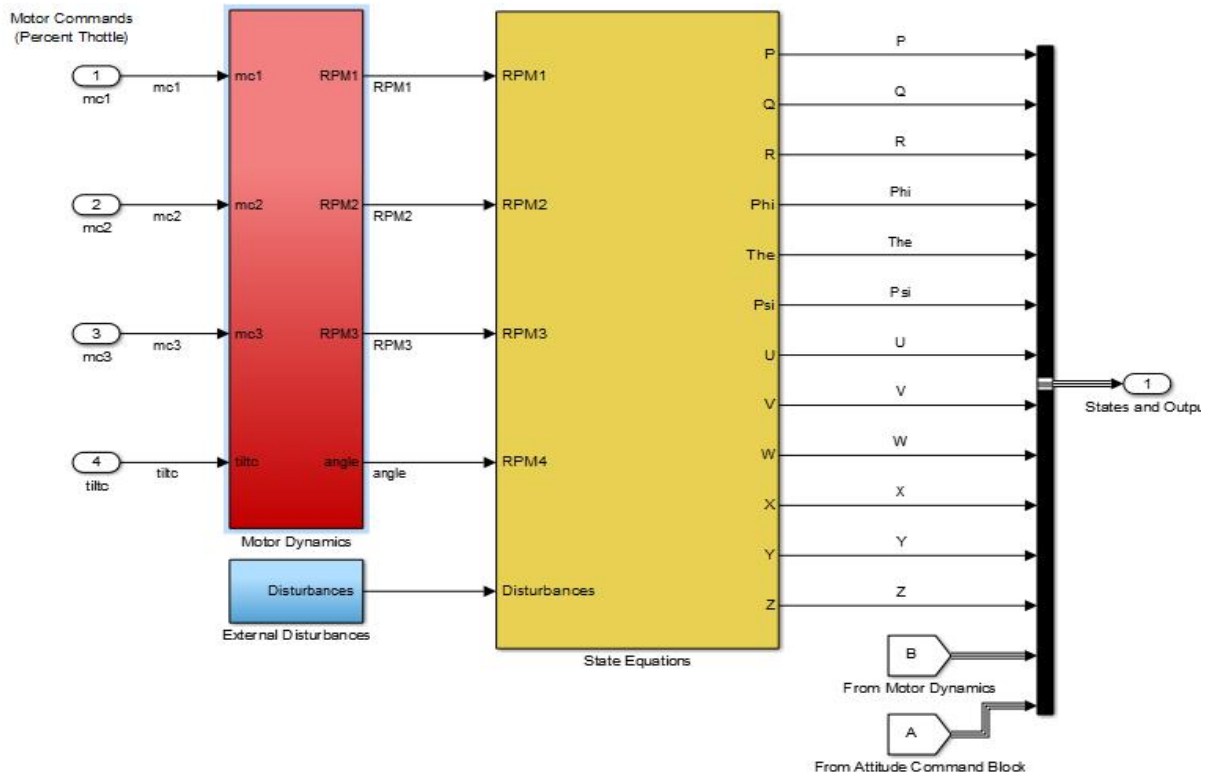 Motor Commands
(Percent Thottle)
1
mc1
mc1
mc1
RPM1
RPM1
RPM1
2
mc2
mc2
mc2
RPM2
RPM2
RPM2
3
mc3
mc3
mc3
RPM3
RPM3
RPM3
4
tiltc
tiltc
tiltc
angle
angle
RPM4
Motor Dynamics
Disturbances
External Disturbances
Disturbances
State Equations
P
P
Q
Q
R
R
Phi
Phi
The
The
Psi
Psi
U
U
V
V
W
W
X
X
Y
Y
Z
Z
B
From Motor Dynamics
A
From Attitude Command Block
1
States and Outpu